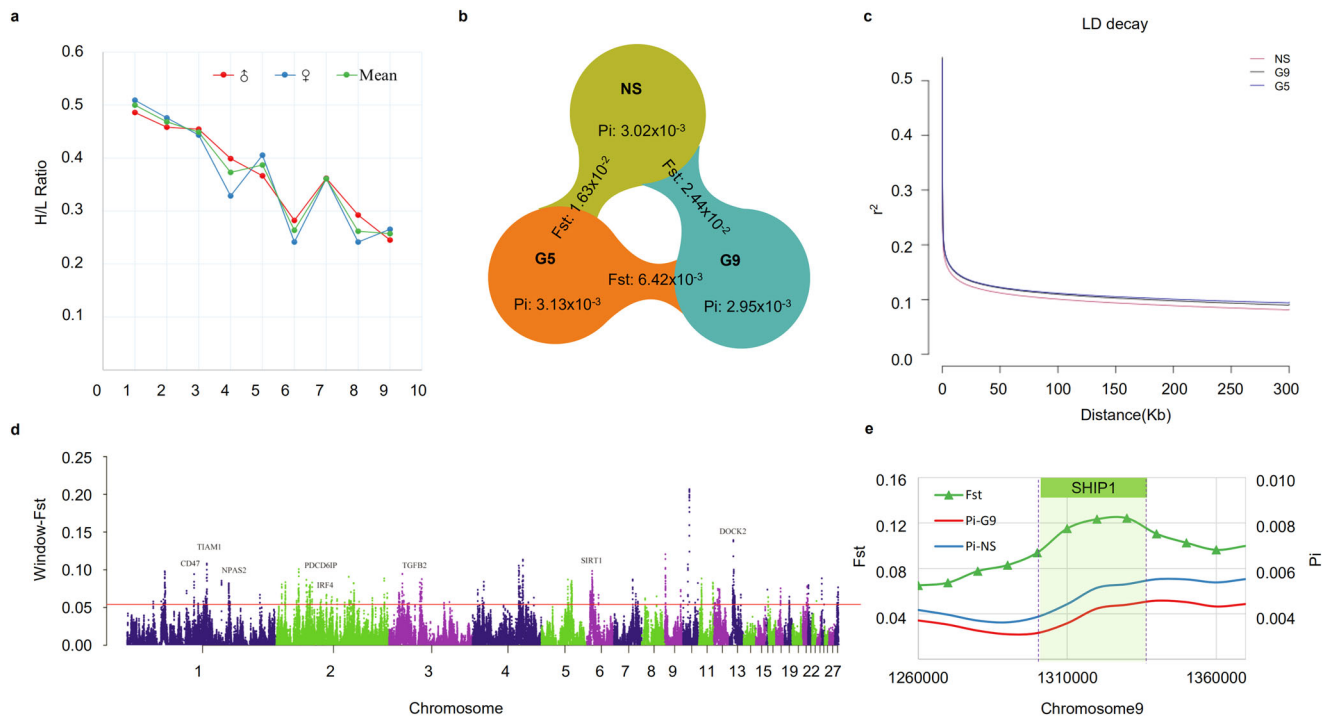 a
0.6
0.5
0.4
0.3
0.2
0.1
H/L Ratio
♂ ♀ Mean
0 1 2 3 4 5 6 7 8 9 10
b
NS
Pi: 3.02x10-3
Fst: 1.63x10-2
Fst: 2.44x10-2
G5
G9
Fst: 6.42x10-3
Pi: 3.13x10-3
Pi: 2.95x10-3
c
LD decay
NS
G9
G5
0.5
0.4
0.3
0.2
0.1
0.0
r2
0 50 100 150 200 250 300
Distance(Kb)
d
0.25
0.20
0.15
0.10
0.05
0.00
Window-Fst
TIAM1
CD47
NPAS2
PDCD6IP
IRF4
TGFB2
SIRT1
DOCK2
1 2 3 4 5 6 7 8 9 11 13 15 19 22 27
Chromosome
e
0.16
0.12
0.08
0.04
Fst
SHIP1
Fst
Pi-G9
Pi-NS
0.010
0.008
0.006
0.004
Pi
1260000 1310000 1360000
Chromosome9